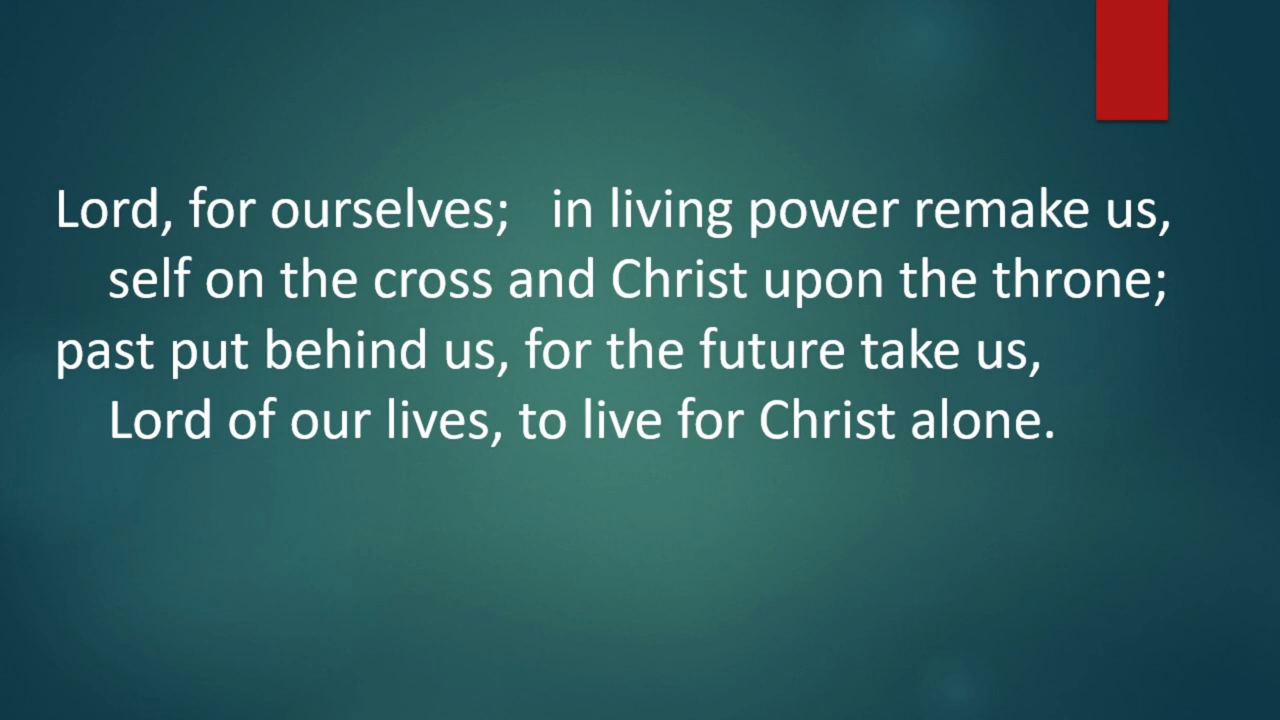 Lord, for ourselves;   in living power remake us,
self on the cross and Christ upon the throne;
past put behind us, for the future take us,
Lord of our lives, to live for Christ alone.